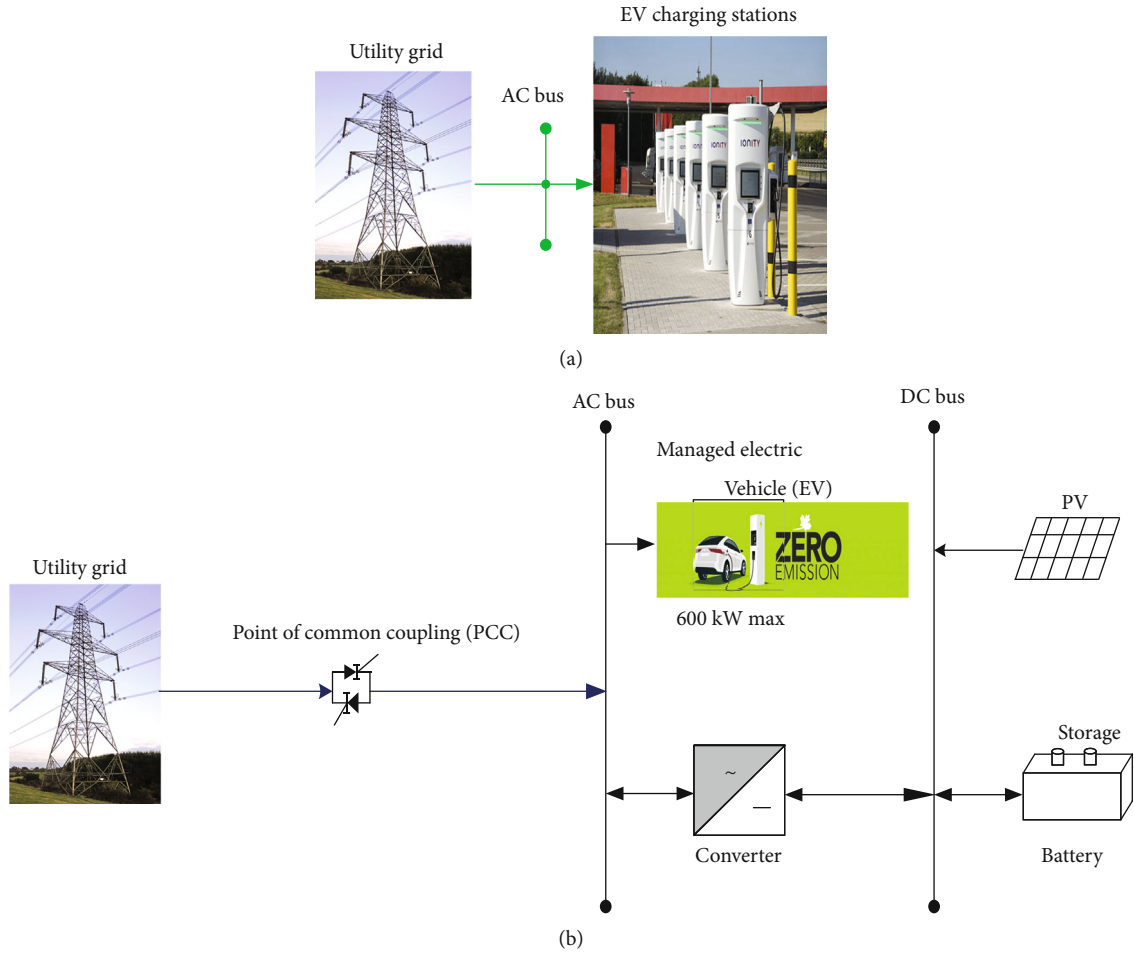 EV charging stations
Utility grid
AC bus
IONITY
IONITY
(a)
AC bus
DC bus
Managed electric
Vehicle (EV)
PV
ZERO
EMISSION
Utility grid
600 kW max
Point of common coupling (PCC)
Storage
~
—
Converter
Battery
(b)